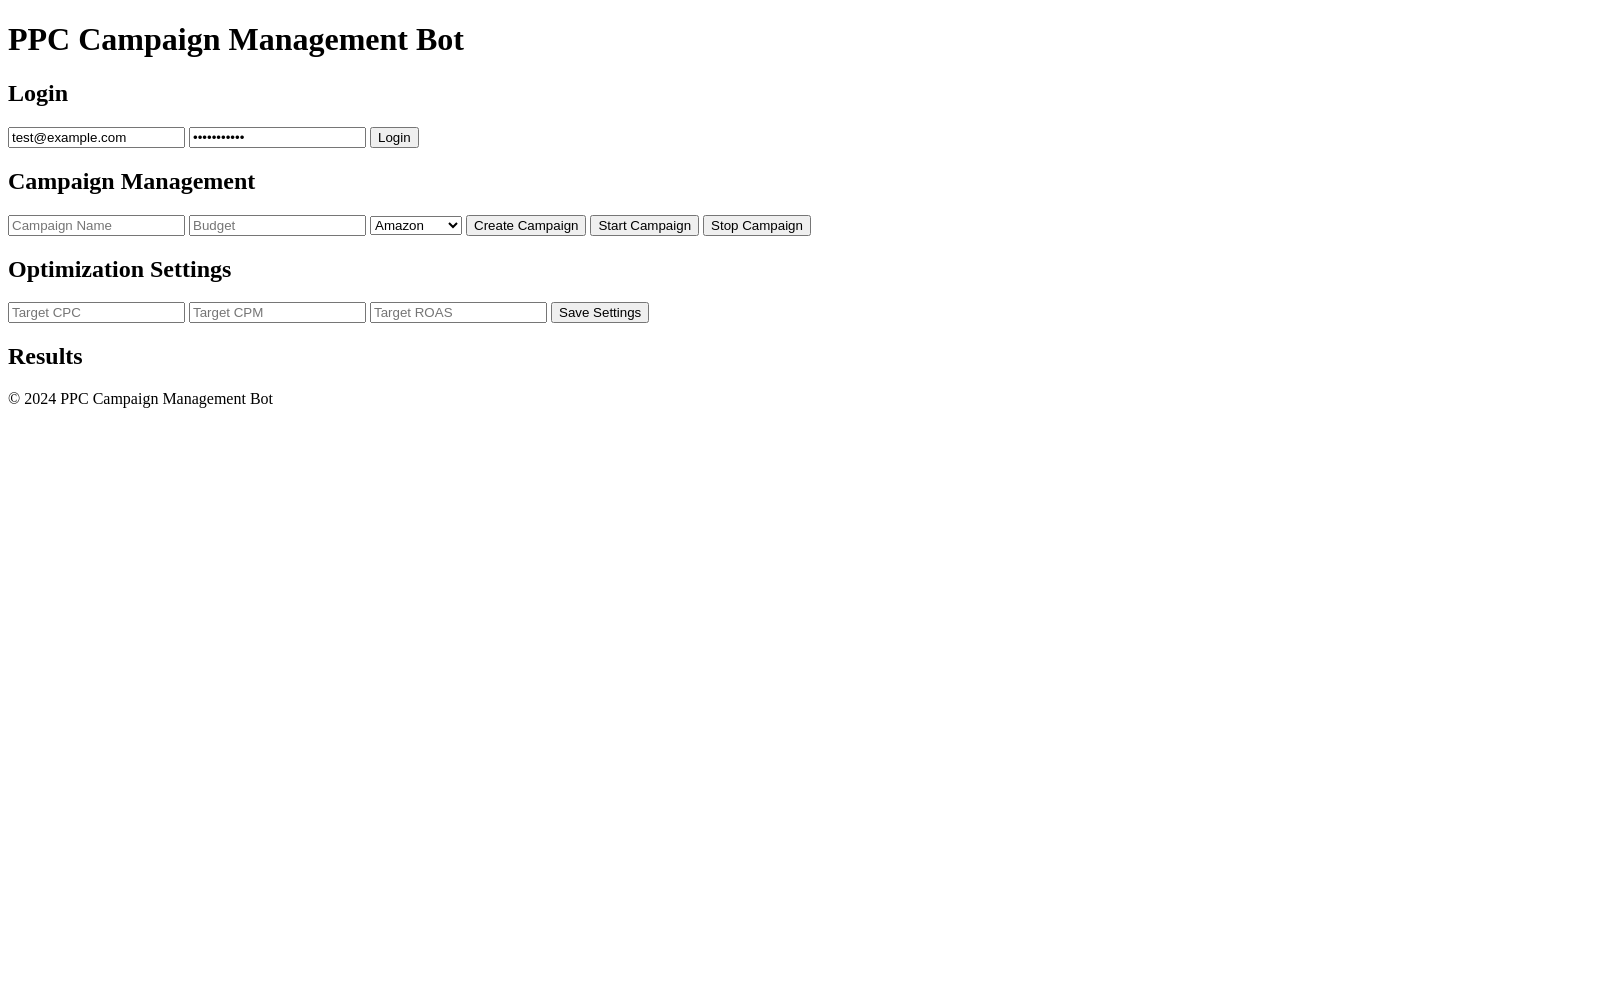 PPC Campaign Management Bot
Login
test@example.com ••••••••••• Login
Campaign Management
Campaign Name Budget Amazon Create Campaign Start Campaign Stop Campaign
Optimization Settings
Target CPC Target CPM Target ROAS Save Settings
Results
© 2024 PPC Campaign Management Bot